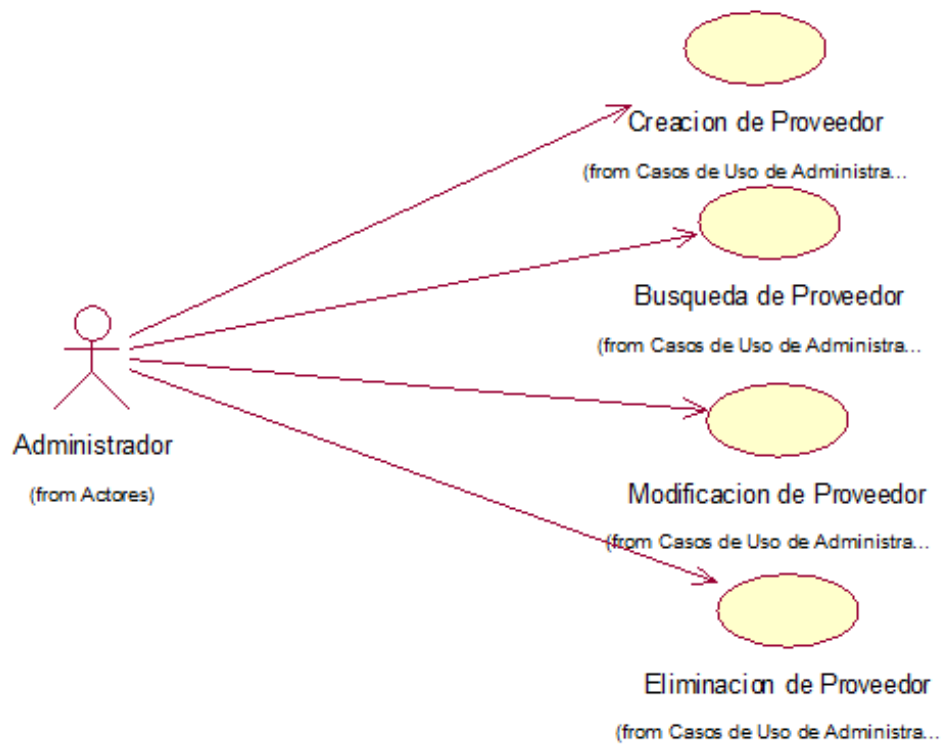 Creacion de Proveedor
(from Casos de Uso de Administra...
Busqueda de Proveedor
(from Casos de Uso de Administra...
Administrador
(from Actores)
Modificacion de Proveedor
(from Casos de Uso de Administra...
Eliminacion de Proveedor
(from Casos de Uso de Administra...